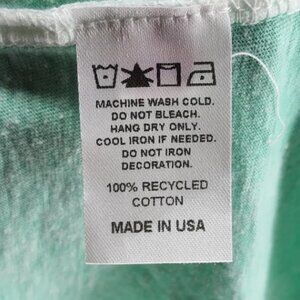 MACHINE WASH COLD.
DO NOT BLEACH.
HANG DRY ONLY.
COOL IRON IF NEEDED.
DO NOT IRON
DECORATION.
100% RECYCLED
COTTON
MADE IN USA